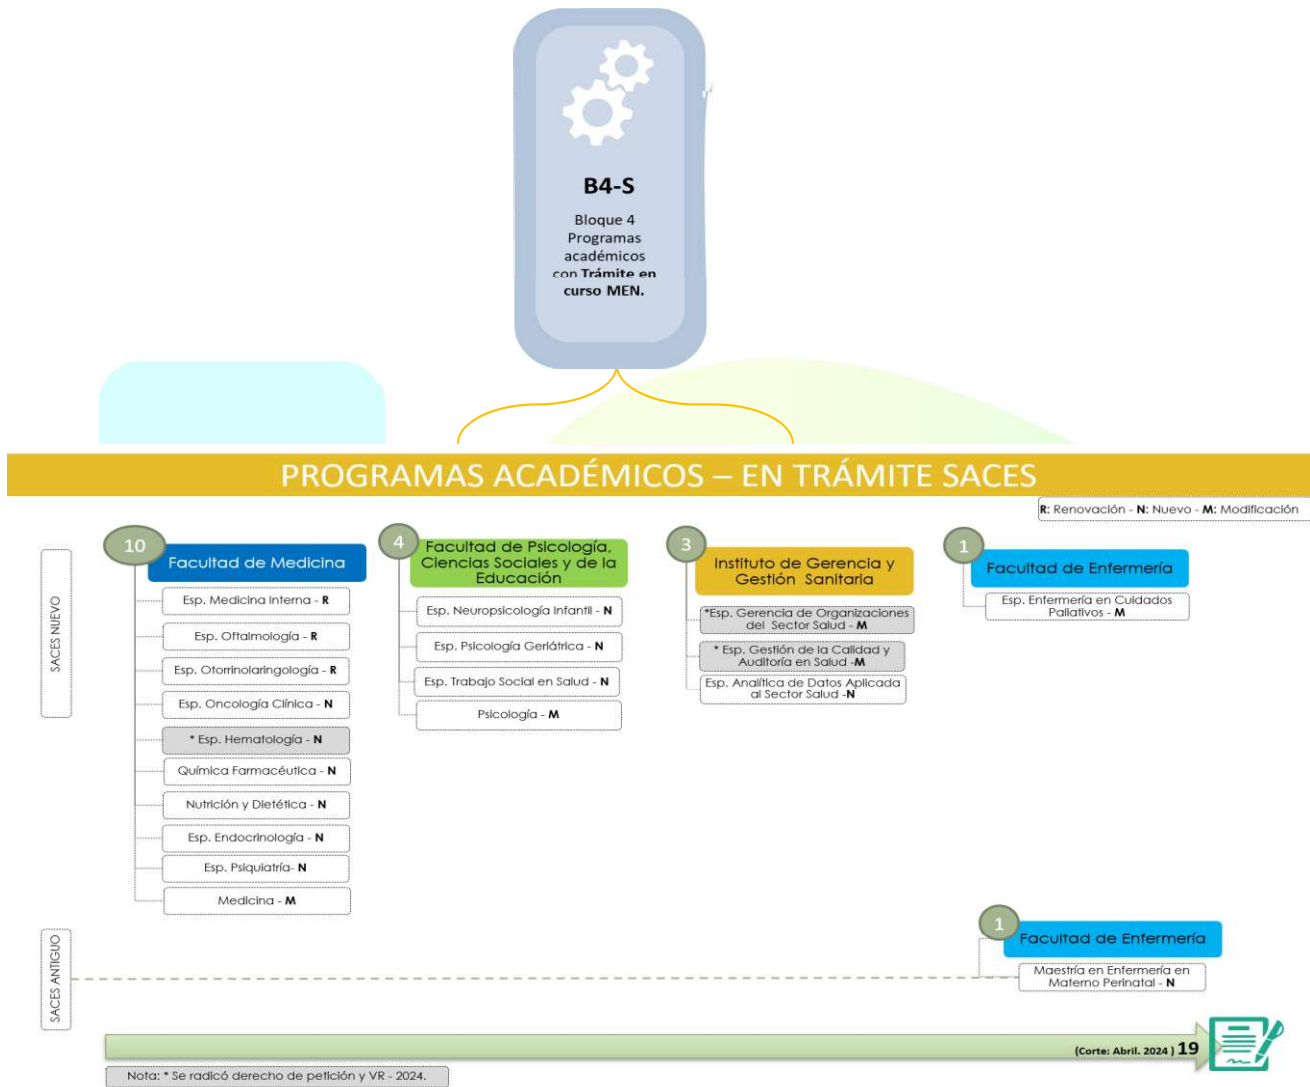 B4-S
Bloque 4
Programas
académicos
con Trámite en
curso MEN.
PROGRAMAS ACADÉMICOS – EN TRÁMITE SACES
R: Renovación - N: Nuevo - M: Modificación
SACES NUEVO
10
Facultad de Medicina
Esp. Medicina Interna - R
Esp. Oftalmología - R
Esp. Otorrinolaringología - R
Esp. Oncología Clínica - N
* Esp. Hematología - N
Química Farmacéutica - N
Nutrición y Dietética - N
Esp. Endocrinología - N
Esp. Psiquiatría- N
Medicina - M
4
Facultad de Psicología,
Ciencias Sociales y de la
Educación
Esp. Neuropsicología Infantil - N
Esp. Psicología Geriátrica - N
Esp. Trabajo Social en Salud - N
Psicología - M
3
Instituto de Gerencia y
Gestión Sanitaria
*Esp. Gerencia de Organizaciones
del Sector Salud - M
* Esp. Gestión de la Calidad y
Auditoría en Salud -M
Esp. Analítica de Datos Aplicada
al Sector Salud -N
1
Facultad de Enfermería
Esp. Enfermería en Cuidados
Paliativos - M
SACES ANTIGUO
1
Facultad de Enfermería
Maestría en Enfermería en
Materno Perinatal - N
(Corte: Abril. 2024 ) 19
Nota: * Se radicó derecho de petición y VR - 2024.